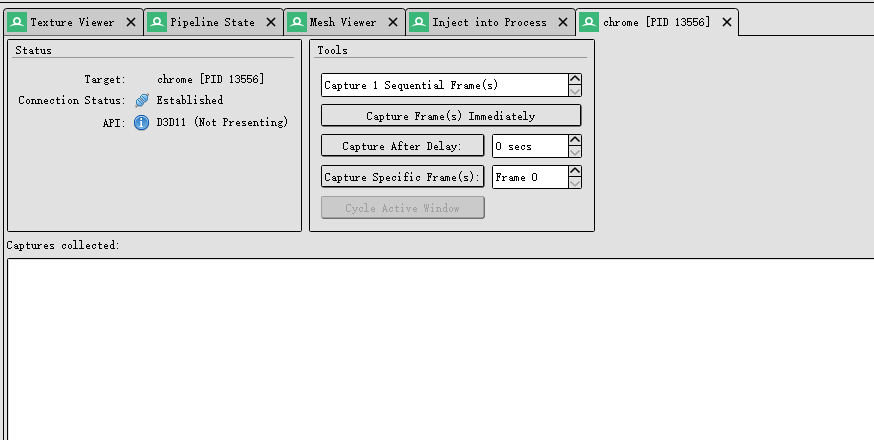 Texture Viewer Pipeline State Mesh Viewer Inject into Process chrome [PID 13556]
Status
Target: chrome [PID 13556]
Connection Status: Established
API: D3D11 (Not Presenting)
Tools
Capture 1 Sequential Frame(s)
Capture Frame(s) Immediately
Capture After Delay: 0 secs
Capture Specific Frame(s): Frame 0
Cycle Active Window
Captures collected: